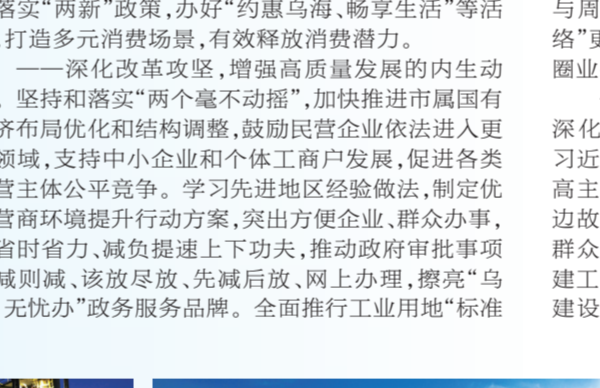 落实“两新”政策，办好“约惠乌海、畅享生活”等活
，打造多元消费场景，有效释放消费潜力。
——深化改革攻坚，增强高质量发展的内生动
。坚持和落实“两个毫不动摇”，加快推进市属国有
济布局优化和结构调整，鼓励民营企业依法进入更
领域，支持中小企业和个体工商户发展，促进各类
营主体公平竞争。学习先进地区经验做法，制定优
营商环境提升行动方案，突出方便企业、群众办事，
省时省力、减负提速上下功夫，推动政府审批事项
减则减、该放尽放、先减后放、网上办理，擦亮“乌
无忧办”政务服务品牌。全面推行工业用地“标准
与周
络”更
圈业
深化
习近
高主
边故
群众
建工
建设